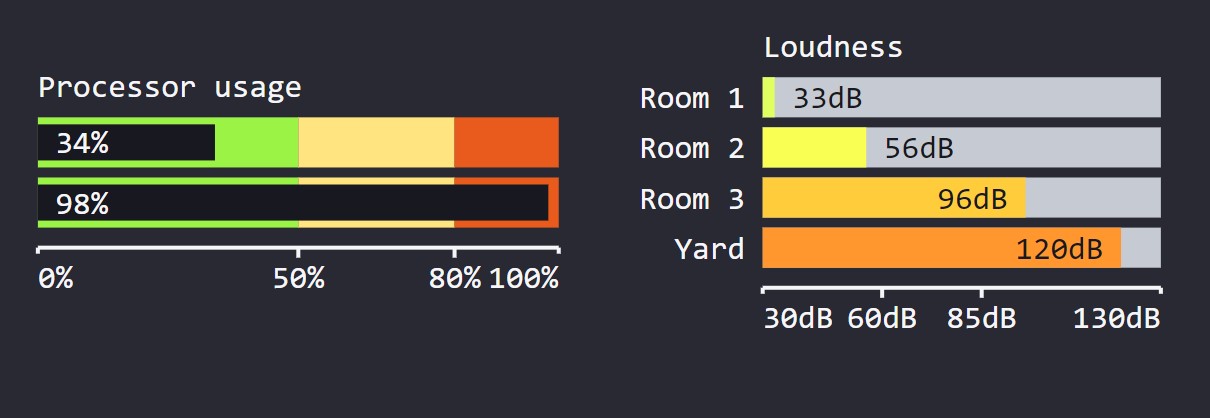 Processor usage
34%
98%
0% 50% 80% 100%
Loudness
Room 1 33dB
Room 2 56dB
Room 3 96dB
Yard 120dB
30dB 60dB 85dB 130dB